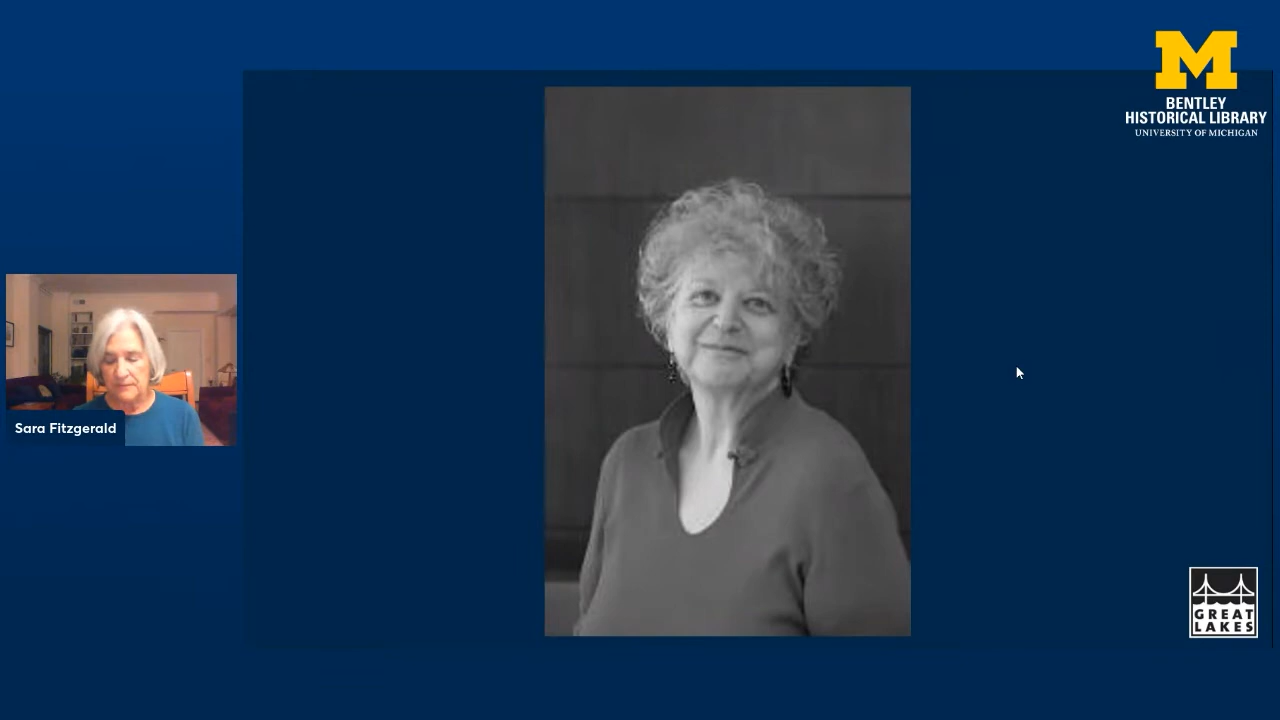 M
BENTLEY
HISTORICAL LIBRARY
UNIVERSITY OF MICHIGAN
Sara Fitzgerald
GREAT
LAKES